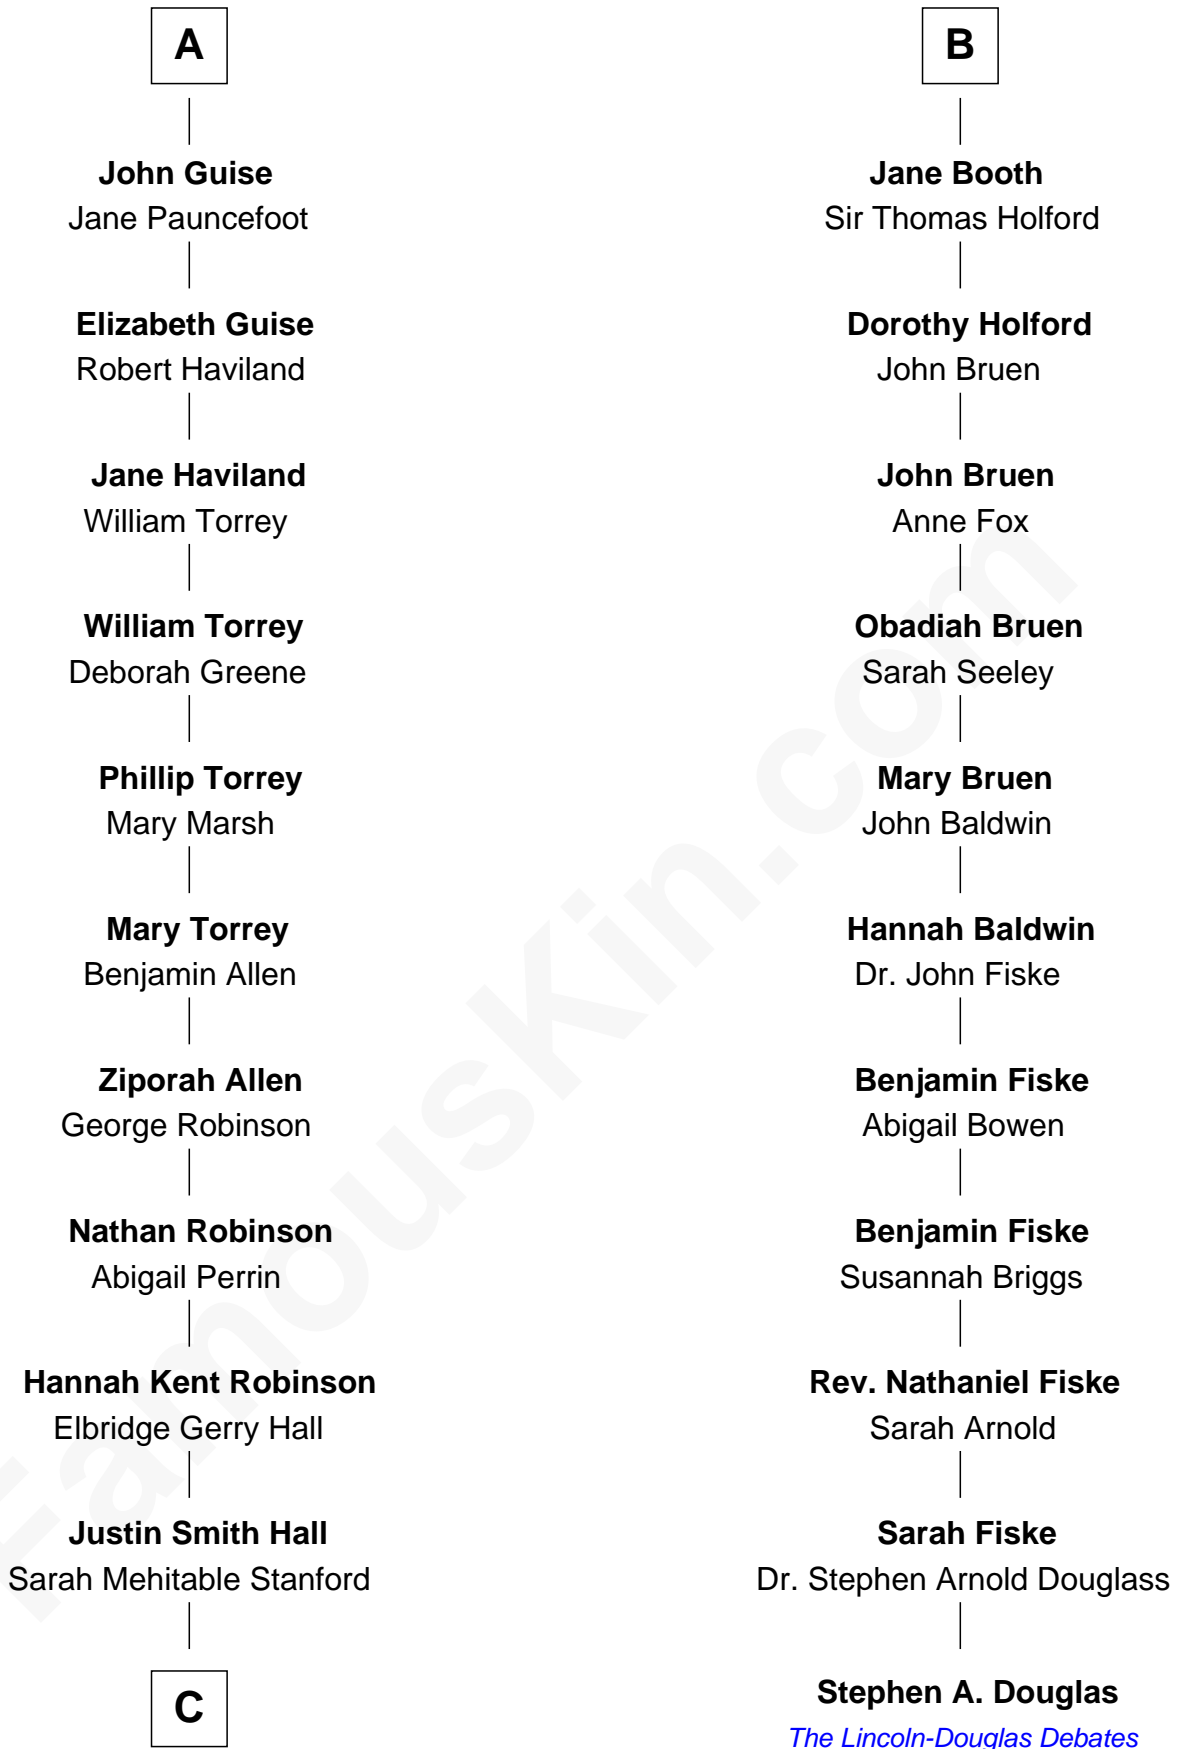 A
John Guise
Jane Pauncefoot
Elizabeth Guise
Robert Haviland
Jane Haviland
William Torrey
William Torrey
Deborah Greene
Phillip Torrey
Mary Marsh
Mary Torrey
Benjamin Allen
Ziporah Allen
George Robinson
Nathan Robinson
Abigail Perrin
Hannah Kent Robinson
Elbridge Gerry Hall
Justin Smith Hall
Sarah Mehitable Stanford
C
B
Jane Booth
Sir Thomas Holford
Dorothy Holford
John Bruen
John Bruen
Anne Fox
Obadiah Bruen
Sarah Seeley
Mary Bruen
John Baldwin
Hannah Baldwin
Dr. John Fiske
Benjamin Fiske
Abigail Bowen
Benjamin Fiske
Susannah Briggs
Rev. Nathaniel Fiske
Sarah Arnold
Sarah Fiske
Dr. Stephen Arnold Douglass
Stephen A. Douglas
The Lincoln-Douglas Debates
FamousKin.com